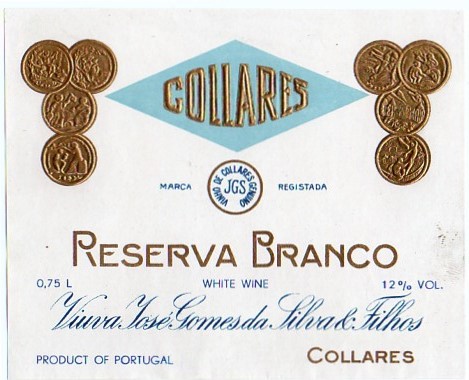 COLLARES
MARCA
VINHO DE COLLARES GENUINO
JGS
REGISTADA
RESERVA BRANCO
0,75 L
WHITE WINE
12% VOL.
Viuva José Gomes da Silva & Filhos
PRODUCT OF PORTUGAL
COLLARES